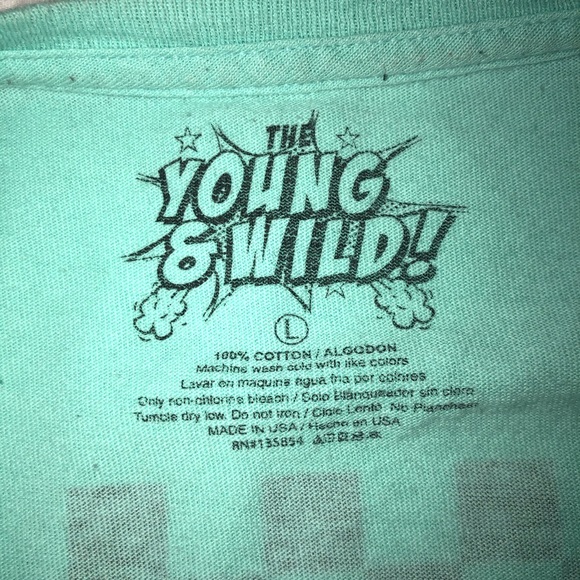 THE
YOUNG
& WILD!!
L
100% COTTON / ALGODON
Machine wash cold with like colors
Lavar en maquina agua fria por colores
Only non-chlorine bleach / Solo Blanqueador sin cloro
Tumble dry low. Do not iron / Ciclo Lento. No Planchear
MADE IN USA / Hecho en USA
RN#135854